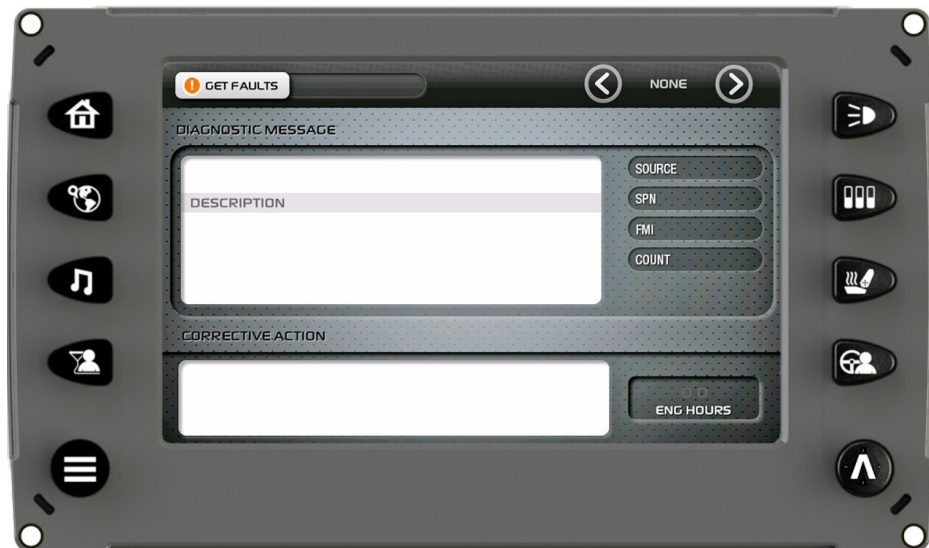 GET FAULTS
NONE
DIAGNOSTIC MESSAGE
DESCRIPTION
SOURCE
SPN
FMI
COUNT
CORRECTIVE ACTION
ENG HOURS